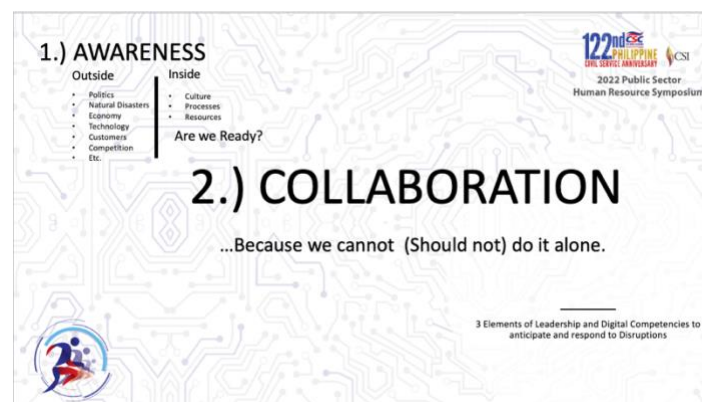 1.) AWARENESS
Outside
• Politics
• Natural Disasters
• Economy
• Technology
• Customers
• Competition
• Etc.
Inside
• Culture
• Processes
• Resources
Are we Ready?
122nd CSC
PHILIPPINE
CIVIL SERVICE ANNIVERSARY
CSI
2022 Public Sector
Human Resource Symposium
2.) COLLABORATION
...Because we cannot (Should not) do it alone.
3 Elements of Leadership and Digital Competencies to
anticipate and respond to Disruptions